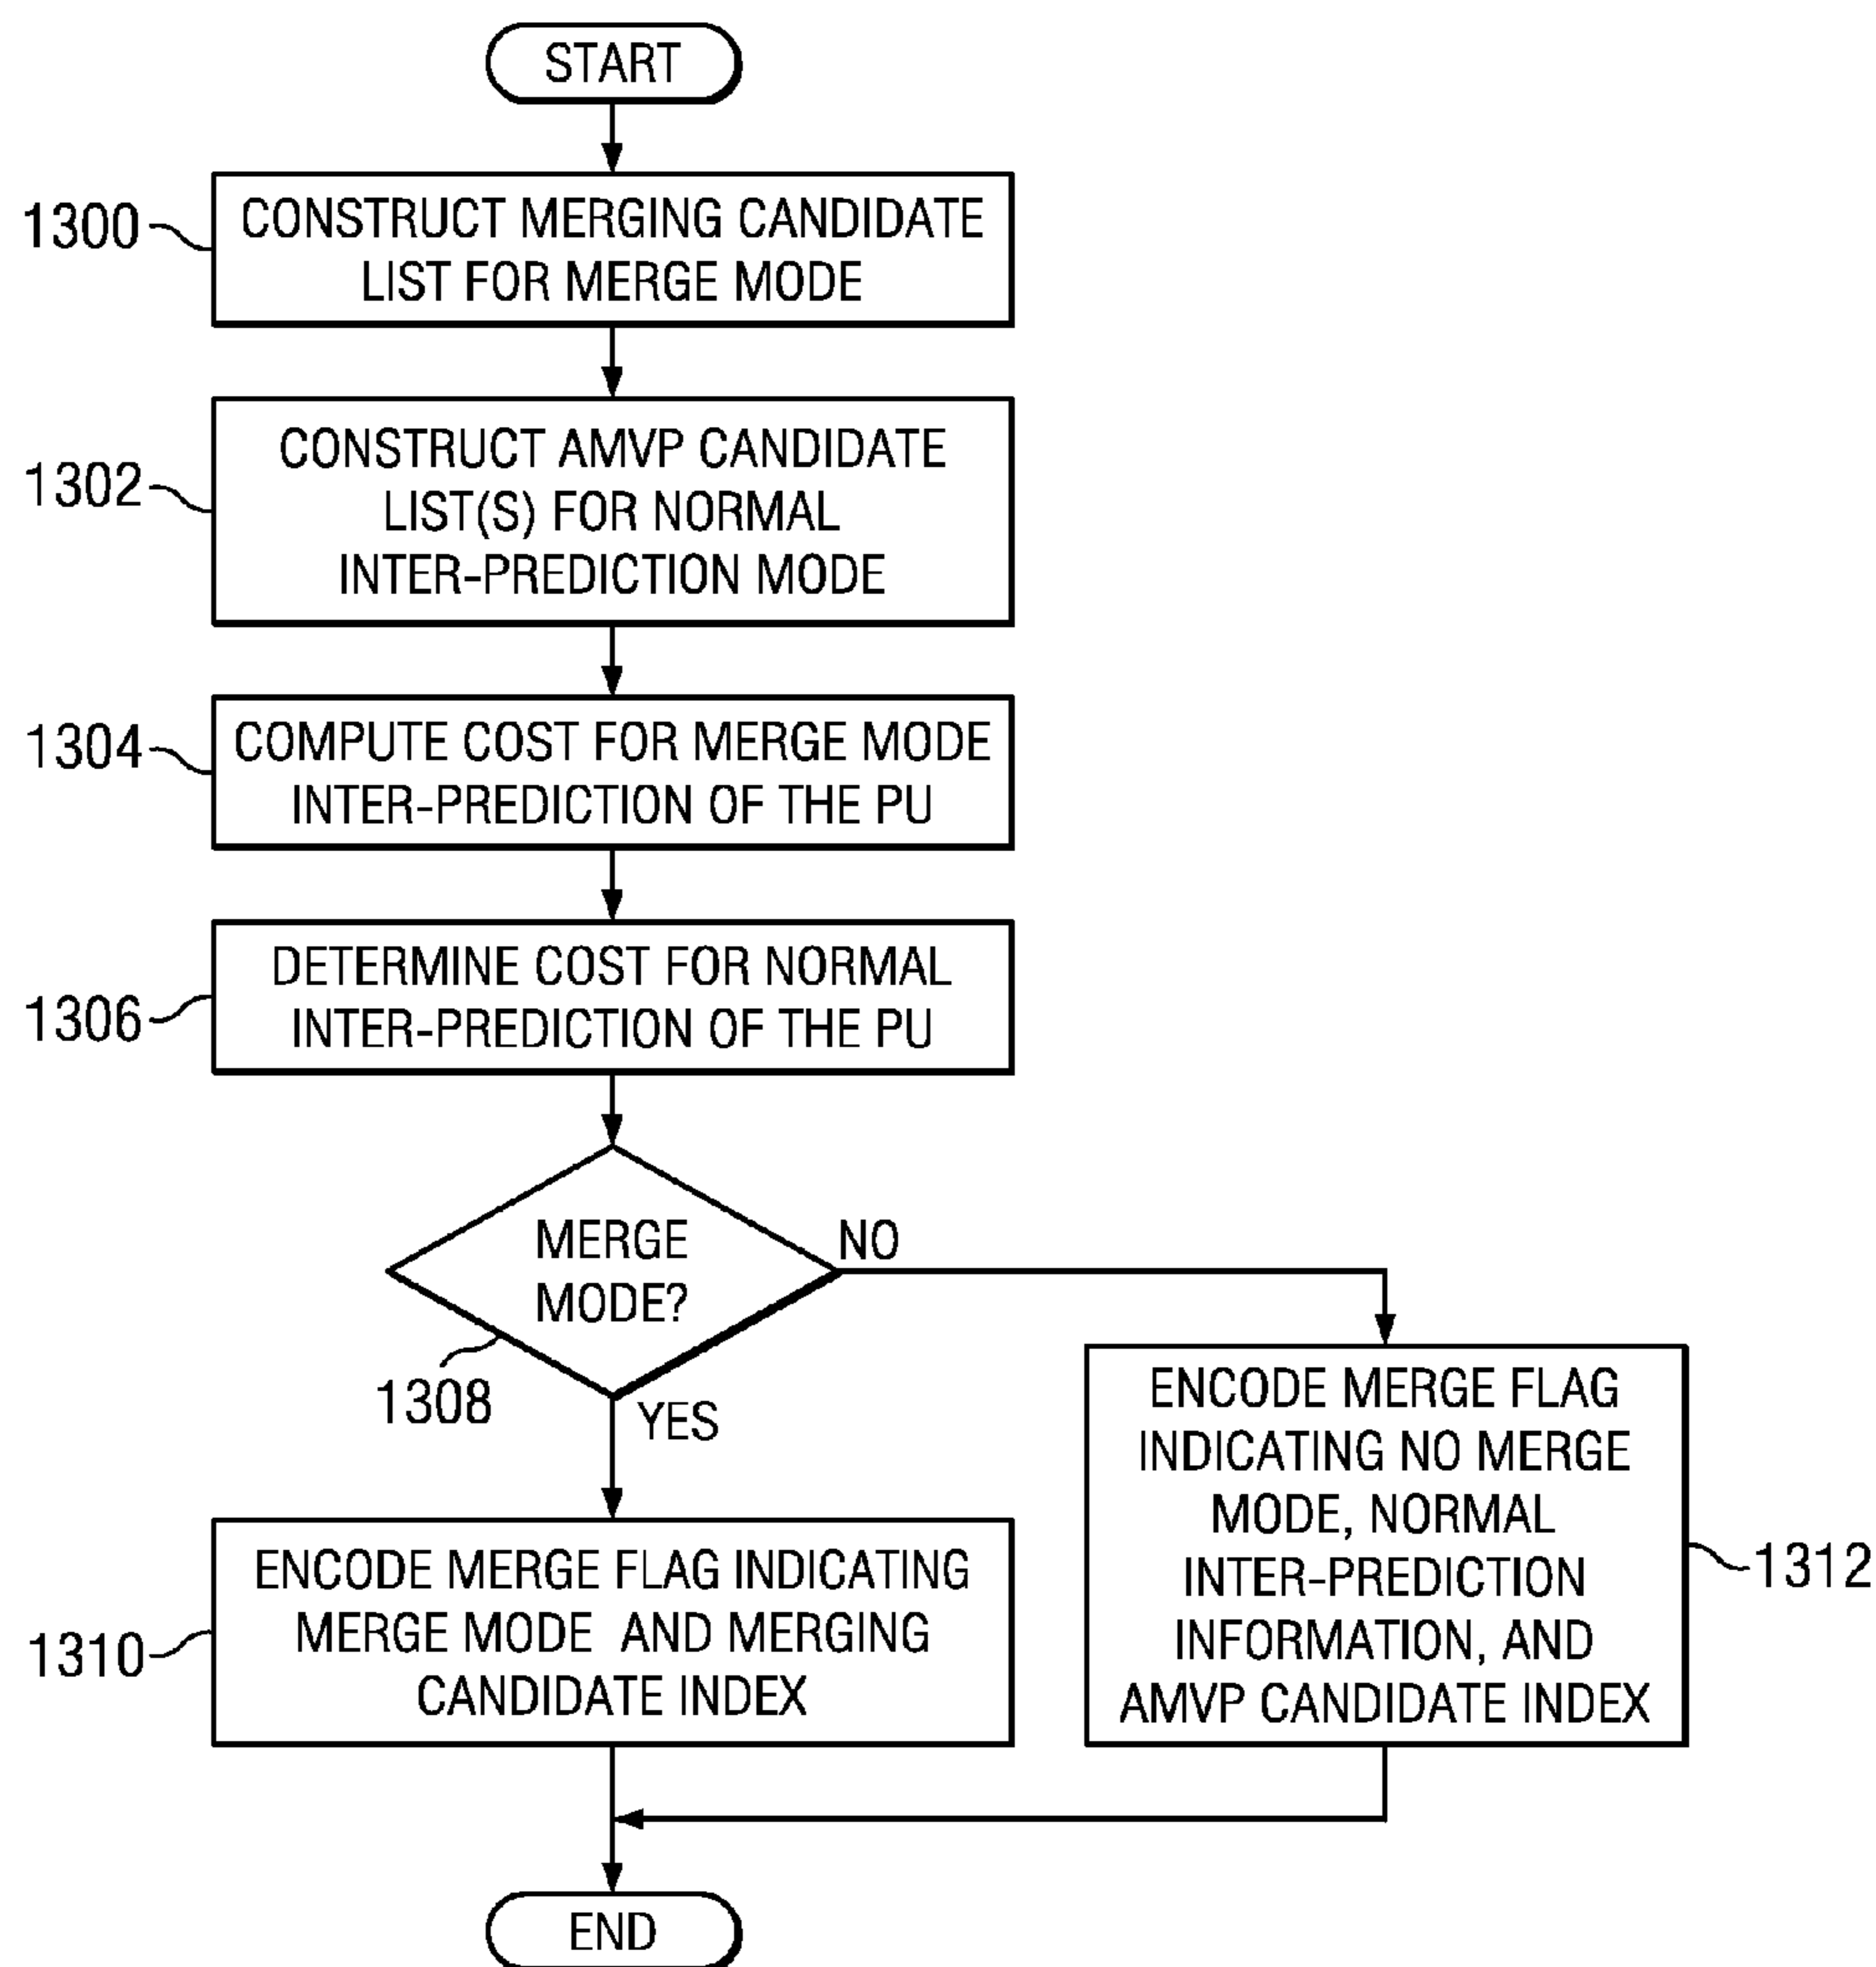 START
1300
CONSTRUCT MERGING CANDIDATE
LIST FOR MERGE MODE
1302
CONSTRUCT AMVP CANDIDATE
LIST(S) FOR NORMAL
INTER-PREDICTION MODE
1304
COMPUTE COST FOR MERGE MODE
INTER-PREDICTION OF THE PU
1306
DETERMINE COST FOR NORMAL
INTER-PREDICTION OF THE PU
MERGE
MODE?
NO
1308
YES
1310
ENCODE MERGE FLAG INDICATING
MERGE MODE AND MERGING
CANDIDATE INDEX
ENCODE MERGE FLAG
INDICATING NO MERGE
MODE, NORMAL
INTER-PREDICTION
INFORMATION, AND
AMVP CANDIDATE INDEX
1312
END